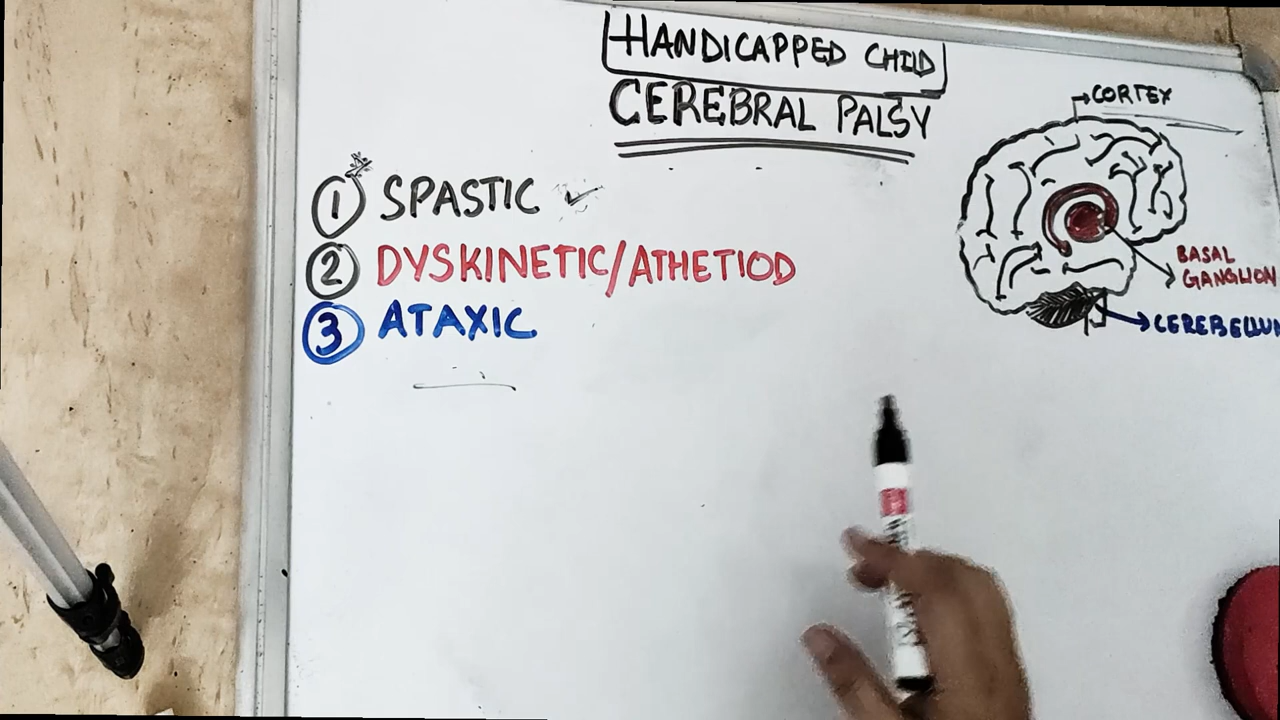 HANDICAPPED CHILD
CEREBRAL PALSY
CORTEX
① SPASTIC ✓
② DYSKINETIC/ATHETIOD
③ ATAXIC
BASAL
GANGLION
CEREBELLUM